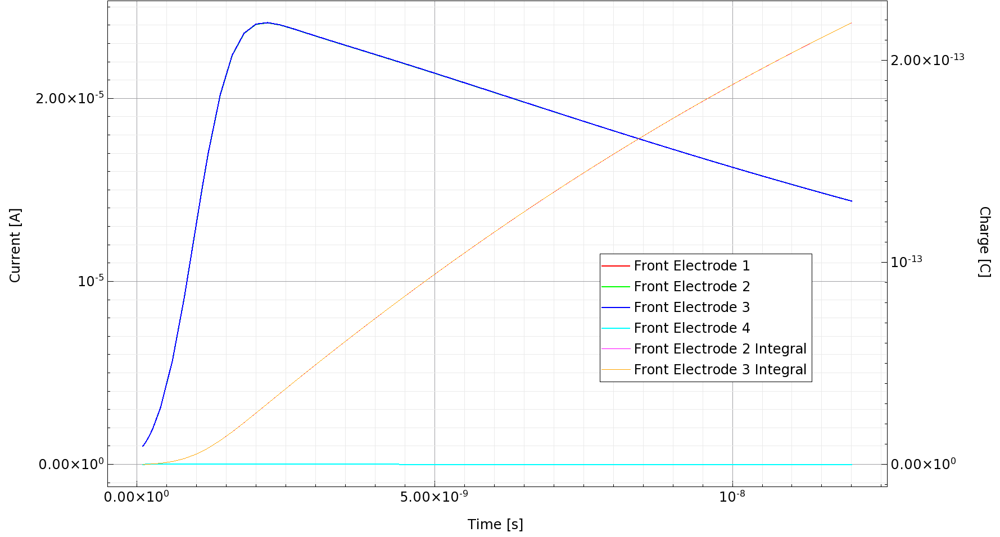 2.00×10⁻⁵
10⁻⁵
0.00×10⁰
Current [A]
2.00×10⁻¹³
10⁻¹³
0.00×10⁰
Charge [C]
Front Electrode 1
Front Electrode 2
Front Electrode 3
Front Electrode 4
Front Electrode 2 Integral
Front Electrode 3 Integral
0.00×10⁰ 5.00×10⁻⁹ 10⁻⁸
Time [s]